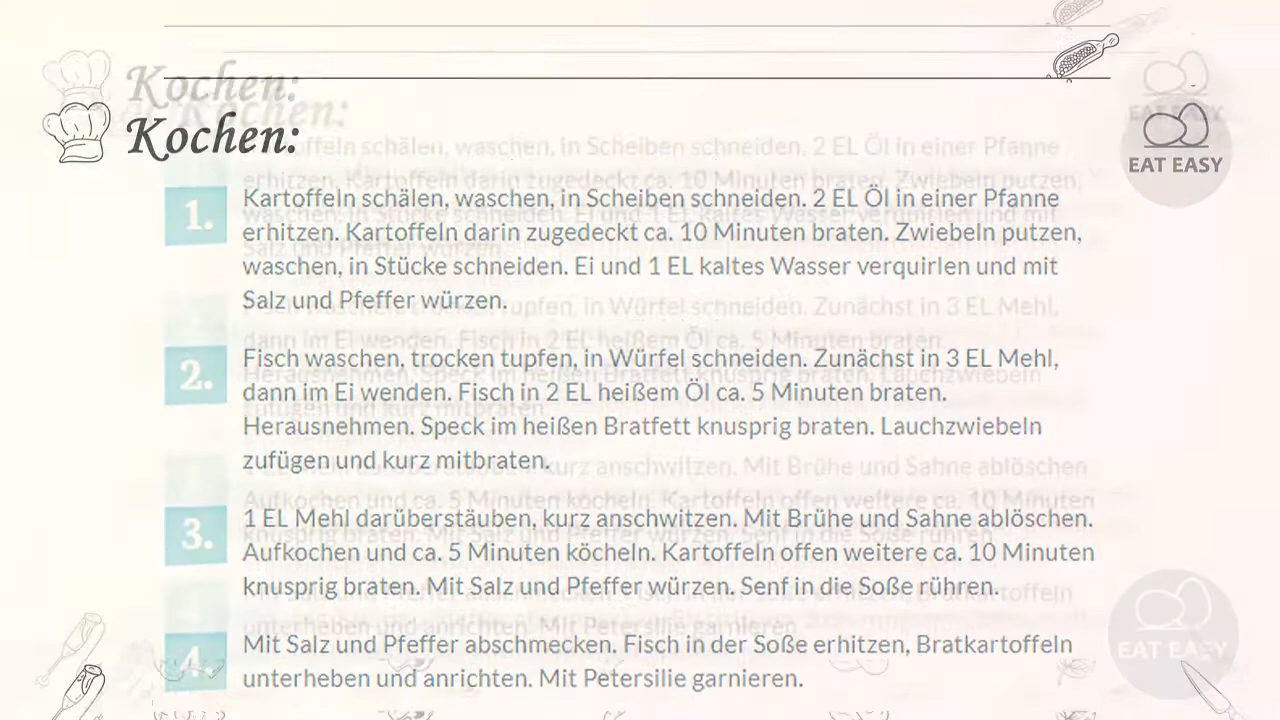 Kochen:
EAT EASY
1. Kartoffeln schälen, waschen, in Scheiben schneiden. 2 EL Öl in einer Pfanne
erhitzen. Kartoffeln darin zugedeckt ca. 10 Minuten braten. Zwiebeln putzen,
waschen, in Stücke schneiden. Ei und 1 EL kaltes Wasser verquirlen und mit
Salz und Pfeffer würzen.
2. Fisch waschen, trocken tupfen, in Würfel schneiden. Zunächst in 3 EL Mehl,
dann im Ei wenden. Fisch in 2 EL heißem Öl ca. 5 Minuten braten.
Herausnehmen. Speck im heißen Bratfett knusprig braten. Lauchzwiebeln
zufügen und kurz mitbraten.
3. 1 EL Mehl darüberstäuben, kurz anschwitzen. Mit Brühe und Sahne ablöschen.
Aufkochen und ca. 5 Minuten köcheln. Kartoffeln offen weitere ca. 10 Minuten
knusprig braten. Mit Salz und Pfeffer würzen. Senf in die Soße rühren.
4. Mit Salz und Pfeffer abschmecken. Fisch in der Soße erhitzen, Bratkartoffeln
unterheben und anrichten. Mit Petersilie garnieren.
EAT EASY